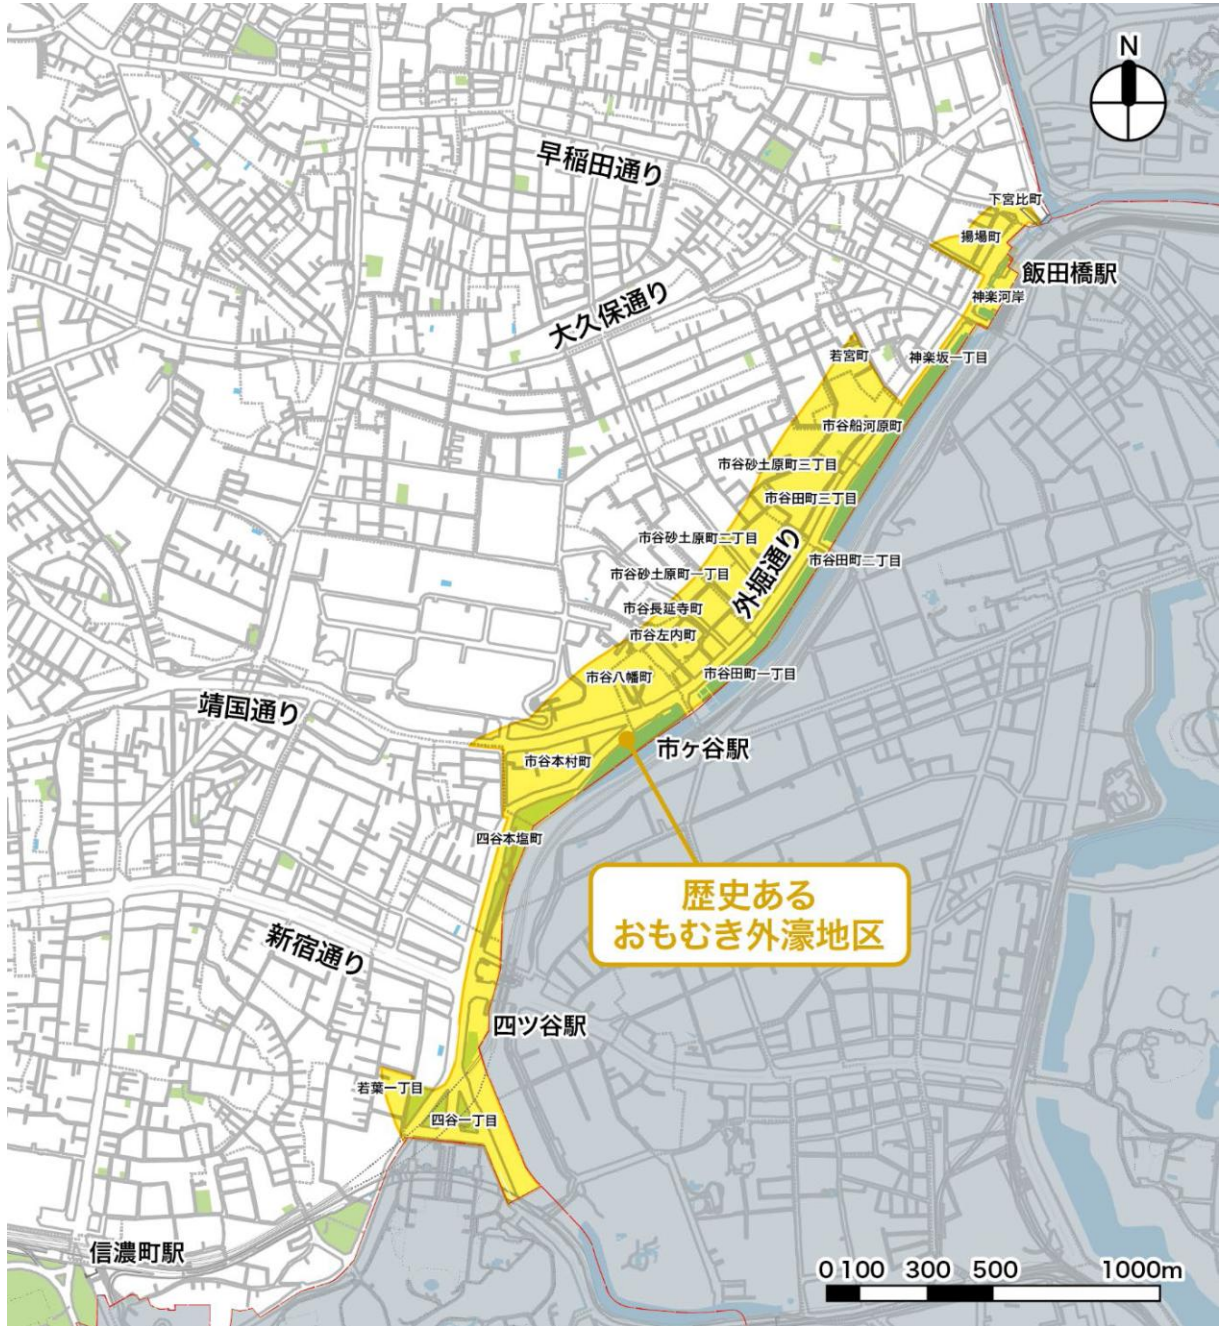 N
早稲田通り
下宮比町
揚場町
飯田橋駅
神楽河岸
大久保通り
若宮町
神楽坂一丁目
市谷船河原町
市谷砂土原町三丁目
市谷田町三丁目
市谷砂土原町二丁目
外堀通り
市谷田町二丁目
市谷砂土原町一丁目
市谷長延寺町
市谷左内町
市谷八幡町
市谷田町一丁目
靖国通り
市ヶ谷駅
市谷本村町
四谷本塩町
歴史ある
おもむき外濠地区
新宿通り
四ツ谷駅
若葉一丁目
四谷一丁目
信濃町駅
0 100 300 500 1000m